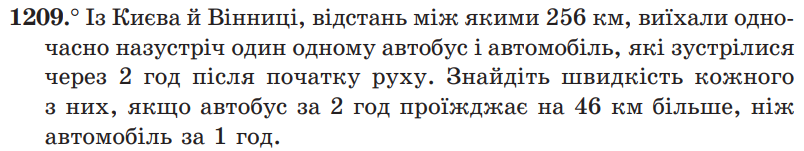 1209.° Із Києва й Вінниці, відстань між якими 256 км, виїхали одно-
часно назустріч один одному автобус і автомобіль, які зустрілися
через 2 год після початку руху. Знайдіть швидкість кожного
з них, якщо автобус за 2 год проїжджає на 46 км більше, ніж
автомобіль за 1 год.